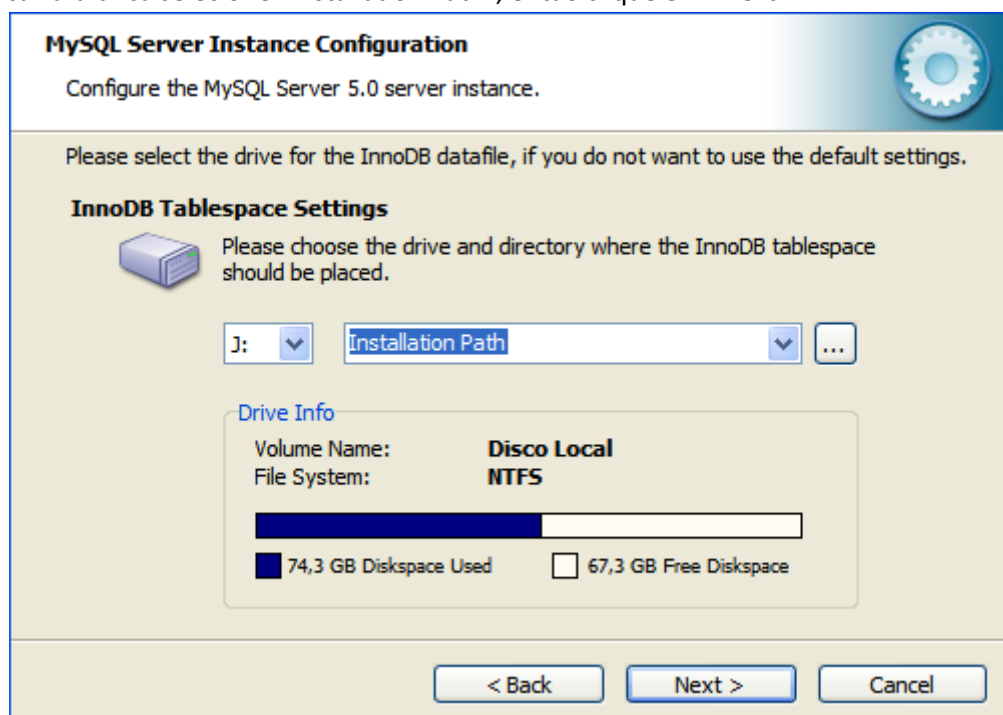 MySQL Server Instance Configuration
Configure the MySQL Server 5.0 server instance.
Please select the drive for the InnoDB datafile, if you do not want to use the default settings.
InnoDB Tablespace Settings
Please choose the drive and directory where the InnoDB tablespace
should be placed.
J: Installation Path ...
Drive Info
Volume Name: Disco Local
File System: NTFS
74,3 GB Diskspace Used 67,3 GB Free Diskspace
< Back Next > Cancel